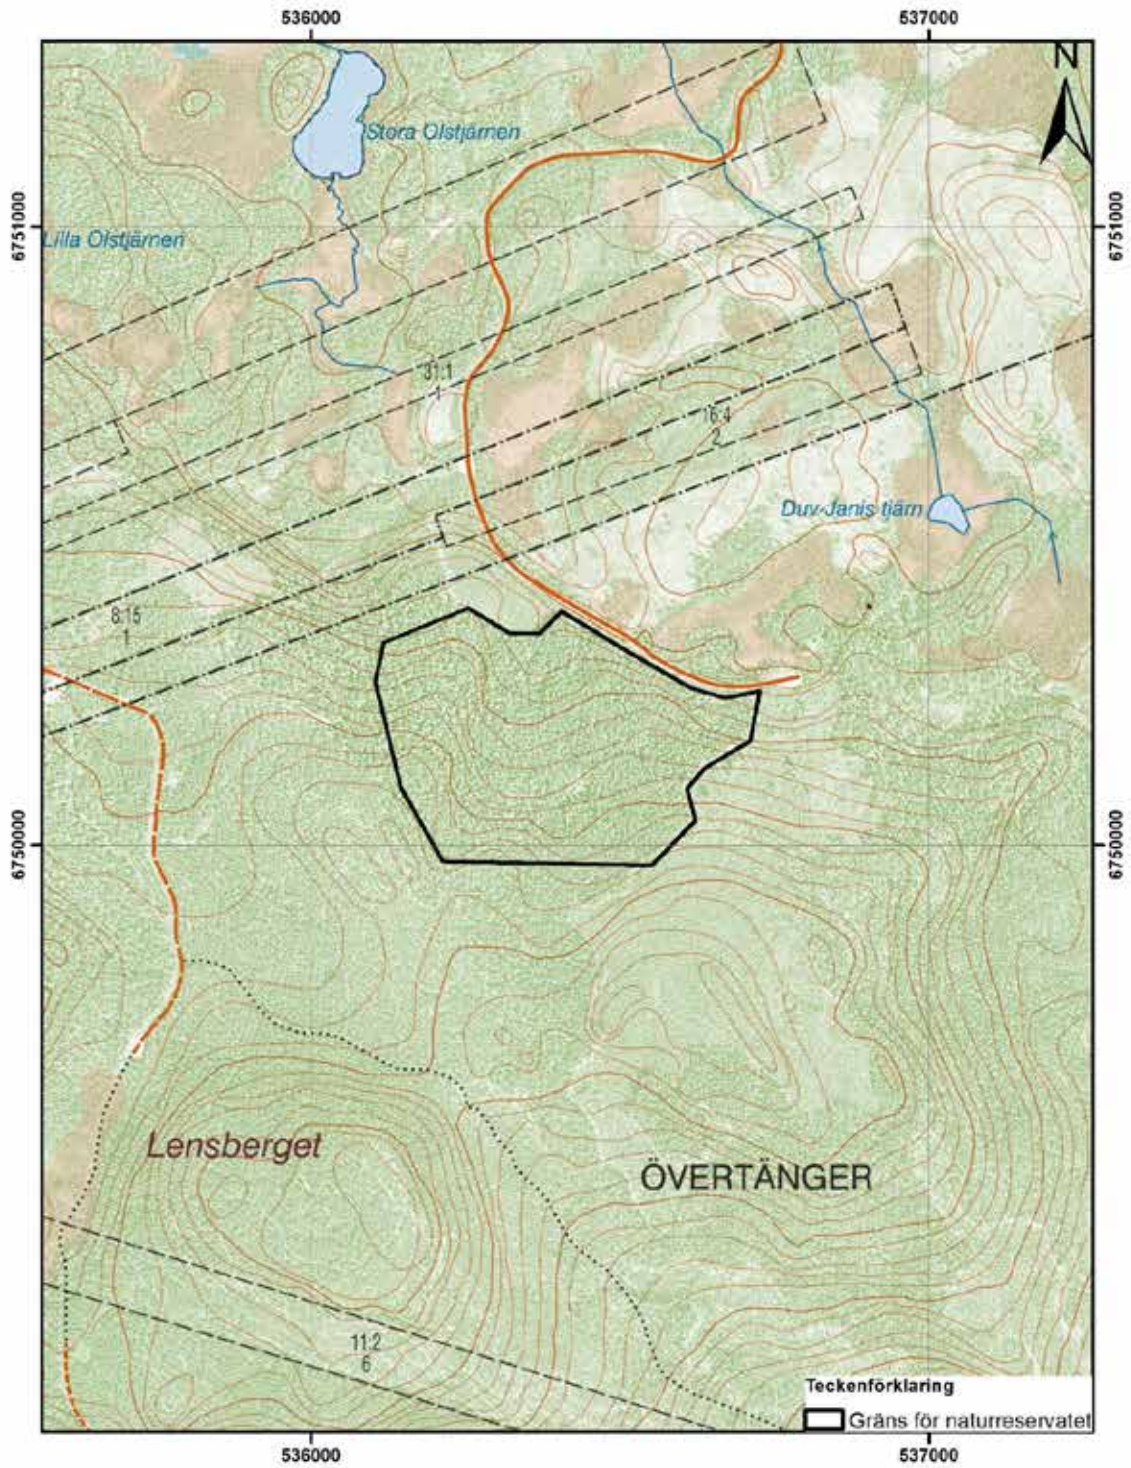 536000
537000
N
Stora Olstjärnen
6751000
6751000
Lilla Olstjärnen
31:1
1
16:4
2
Duv-Janis tjärn
8:15
1
6750000
6750000
Lensberget
ÖVERTÄNGER
11:2
6
Teckenförklaring
Gräns för naturreservatet
536000
537000